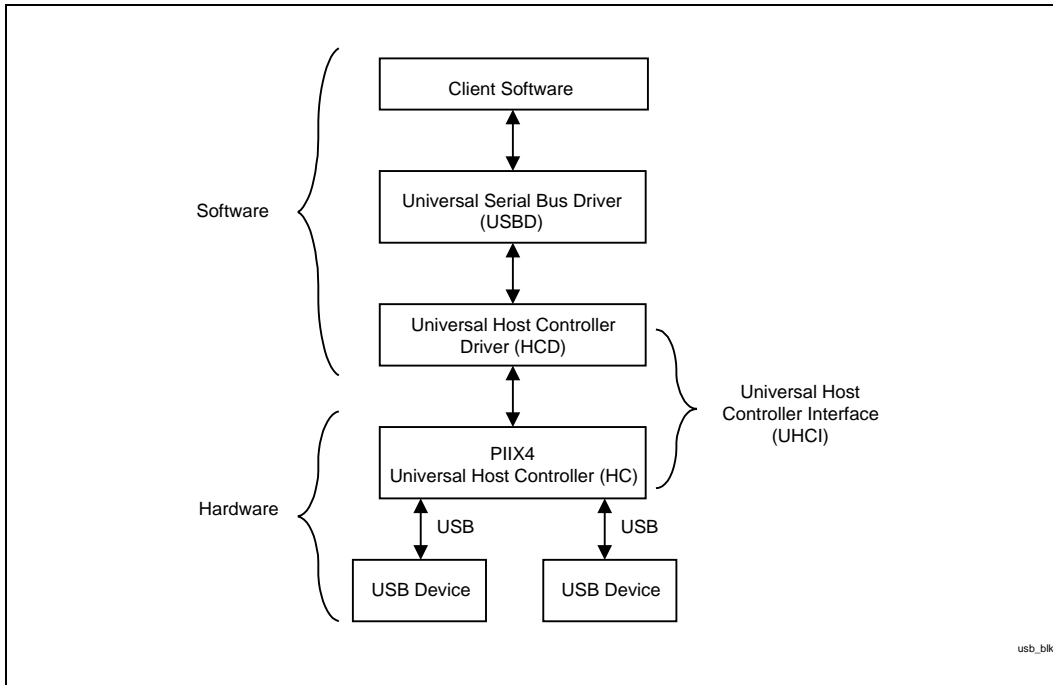 Client Software
Universal Serial Bus Driver
(USBD)
Software
Universal Host Controller
Driver (HCD)
Universal Host
Controller Interface
(UHCI)
PIIX4
Universal Host Controller (HC)
Hardware
USB
USB
USB Device
USB Device
usb_blk